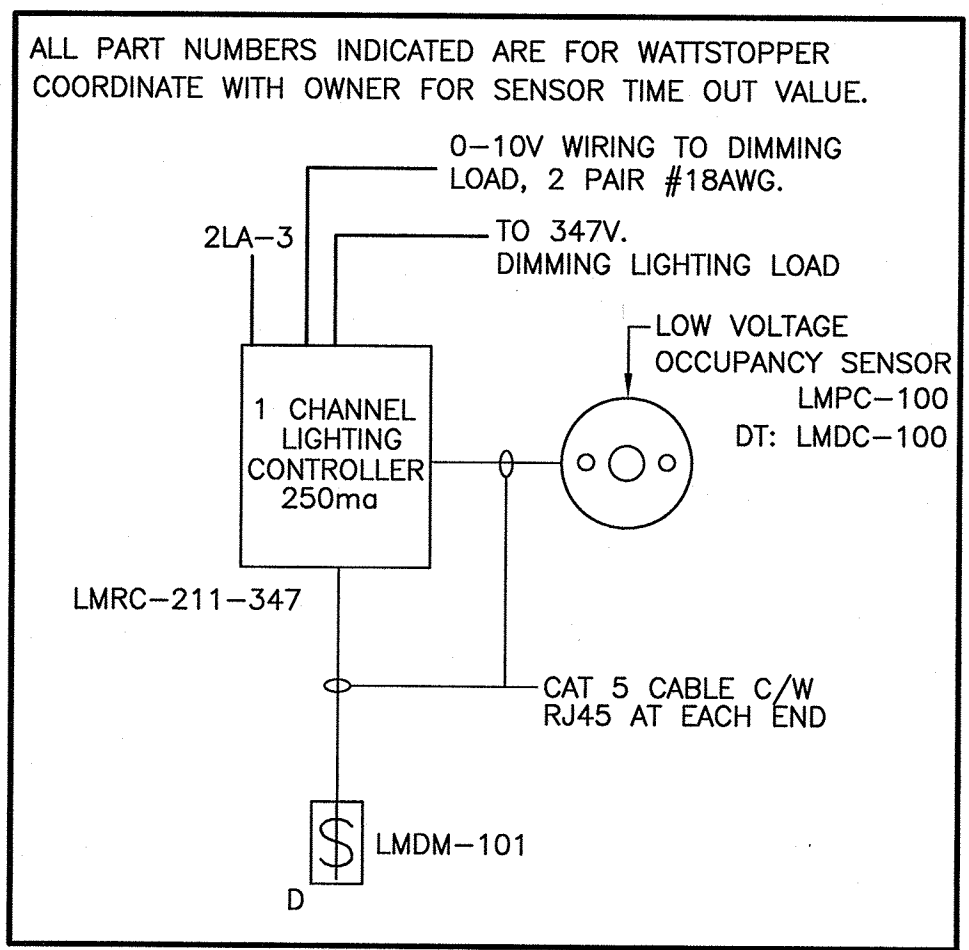 ALL PART NUMBERS INDICATED ARE FOR WATTSTOPPER
COORDINATE WITH OWNER FOR SENSOR TIME OUT VALUE.
0-10V WIRING TO DIMMING
LOAD, 2 PAIR #18AWG.
2LA-3
TO 347V.
DIMMING LIGHTING LOAD
LOW VOLTAGE
OCCUPANCY SENSOR
LMPC-100
DT: LMDC-100
1 CHANNEL
LIGHTING
CONTROLLER
250ma
LMRC-211-347
CAT 5 CABLE C/W
RJ45 AT EACH END
$ LMDM-101
D